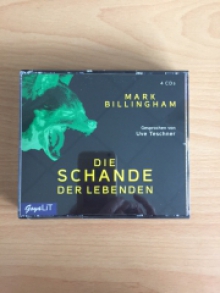 4 CDs
MARK
BILLINGHAM
Gesprochen von
Uve Teschner
DIE
SCHANDE
DER LEBENDEN
GoyaLiT